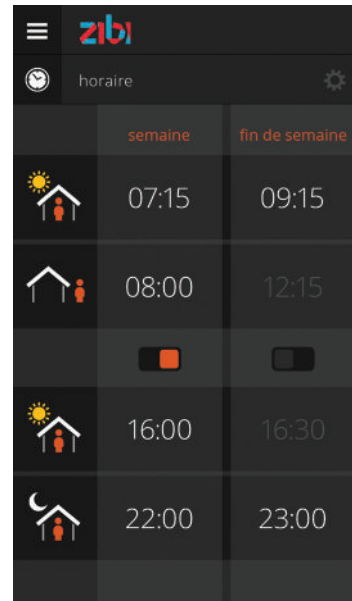 zibi
horaire
semaine fin de semaine
07:15 09:15
08:00 12:15
16:00 16:30
22:00 23:00